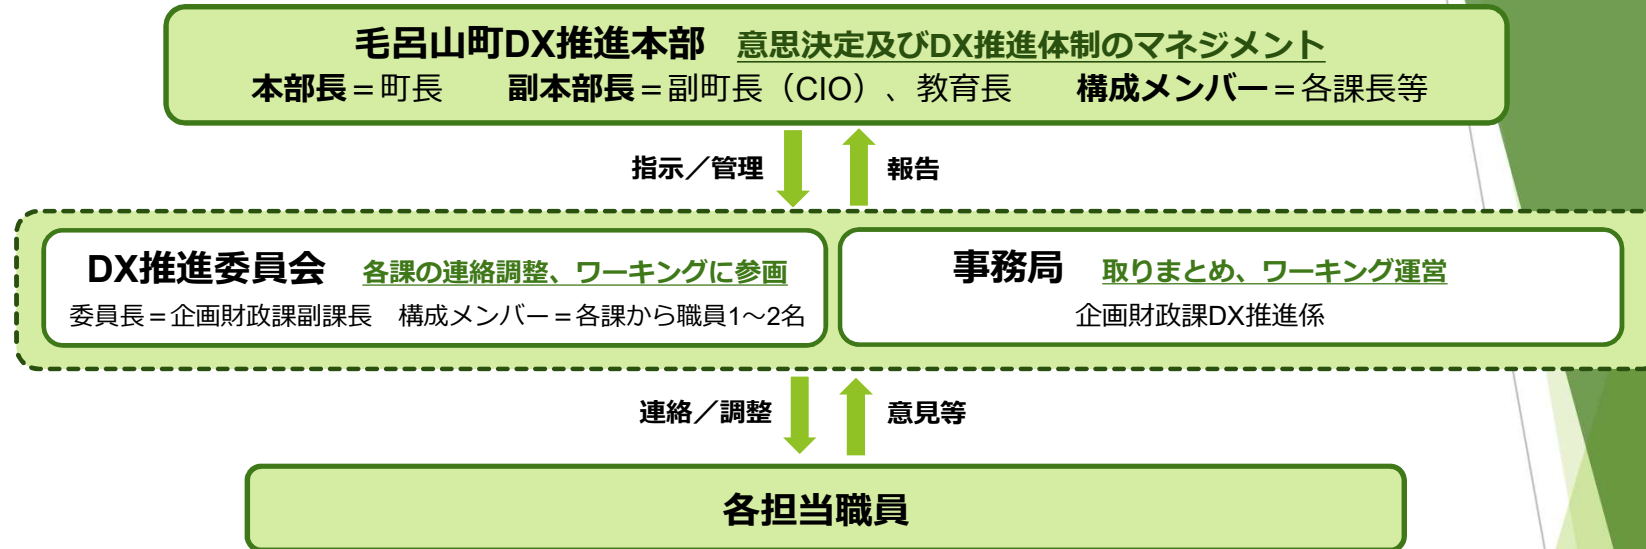 毛呂山町DX推進本部 意思決定及びDX推進体制のマネジメント
本部長＝町長 副本部長＝副町長（CIO）、教育長 構成メンバー＝各課長等
指示／管理 報告
DX推進委員会 各課の連絡調整、ワーキングに参画
委員長＝企画財政課副課長 構成メンバー＝各課から職員1～2名
事務局 取りまとめ、ワーキング運営
企画財政課DX推進係
連絡／調整 意見等
各担当職員